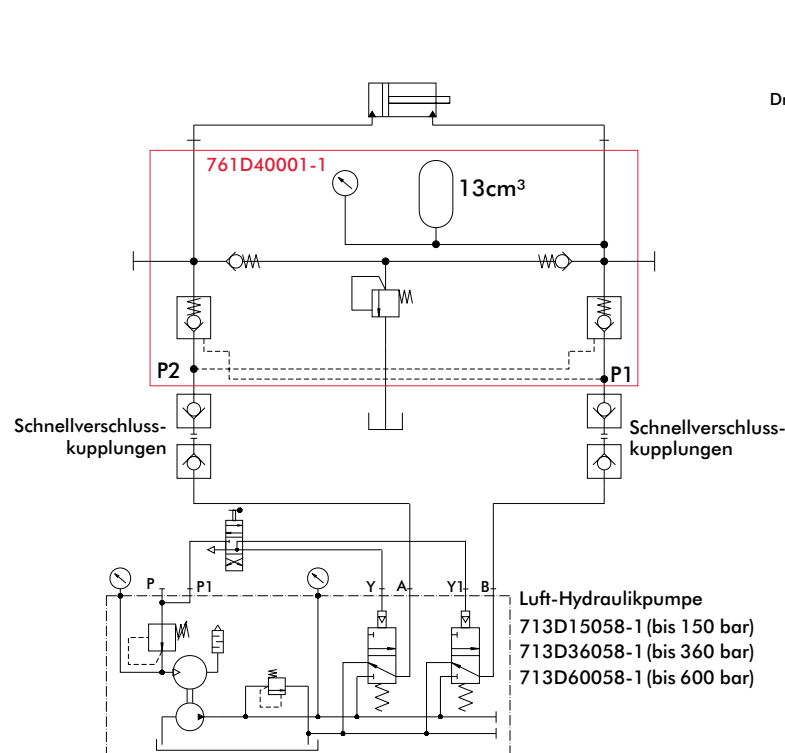 Dr
761D40001-1
13cm³
P2
P1
Schnellverschluss-
kupplungen
Schnellverschluss-
kupplungen
P P1 Y A Y1 B
Luft-Hydraulikpumpe
713D15058-1 (bis 150 bar)
713D36058-1 (bis 360 bar)
713D60058-1 (bis 600 bar)